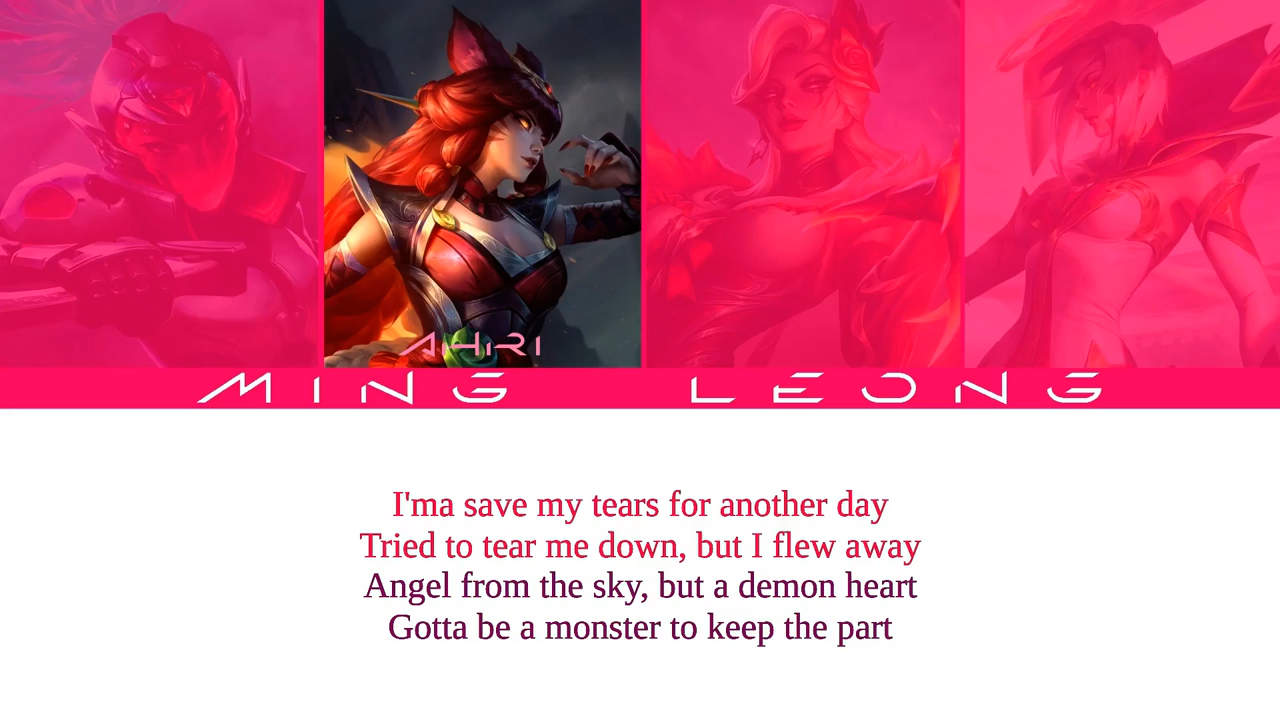 AHRI
MING LEONG
I'ma save my tears for another day
Tried to tear me down, but I flew away
Angel from the sky, but a demon heart
Gotta be a monster to keep the part